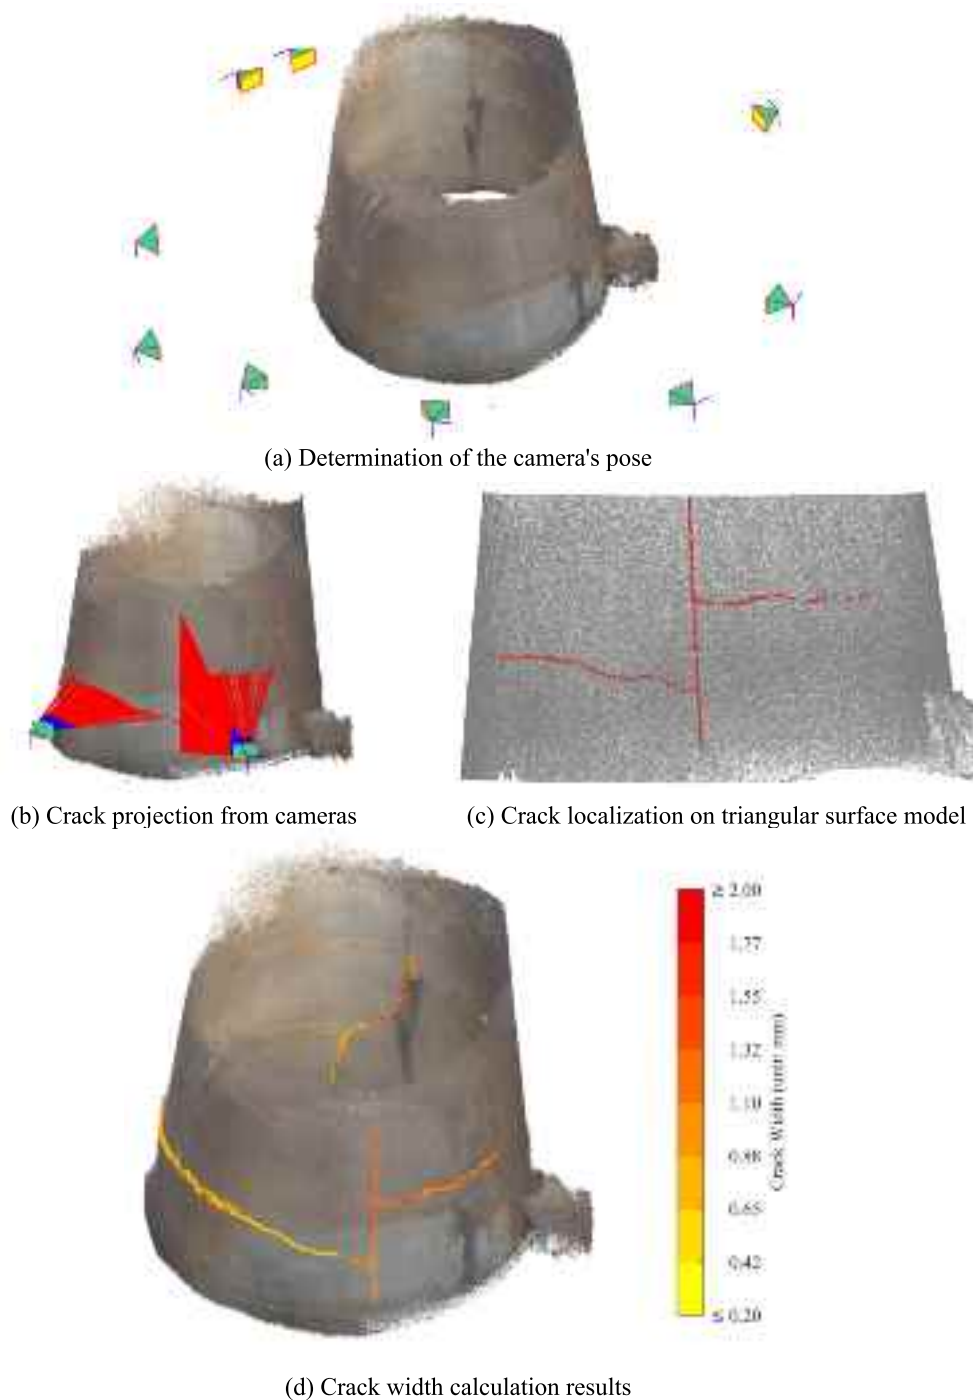 (a) Determination of the camera's pose
(b) Crack projection from cameras
(c) Crack localization on triangular surface model
≥ 2.00
1.77
1.55
1.32
1.10
0.88
0.65
0.42
≤ 0.20
Crack Width (unit: mm)
(d) Crack width calculation results